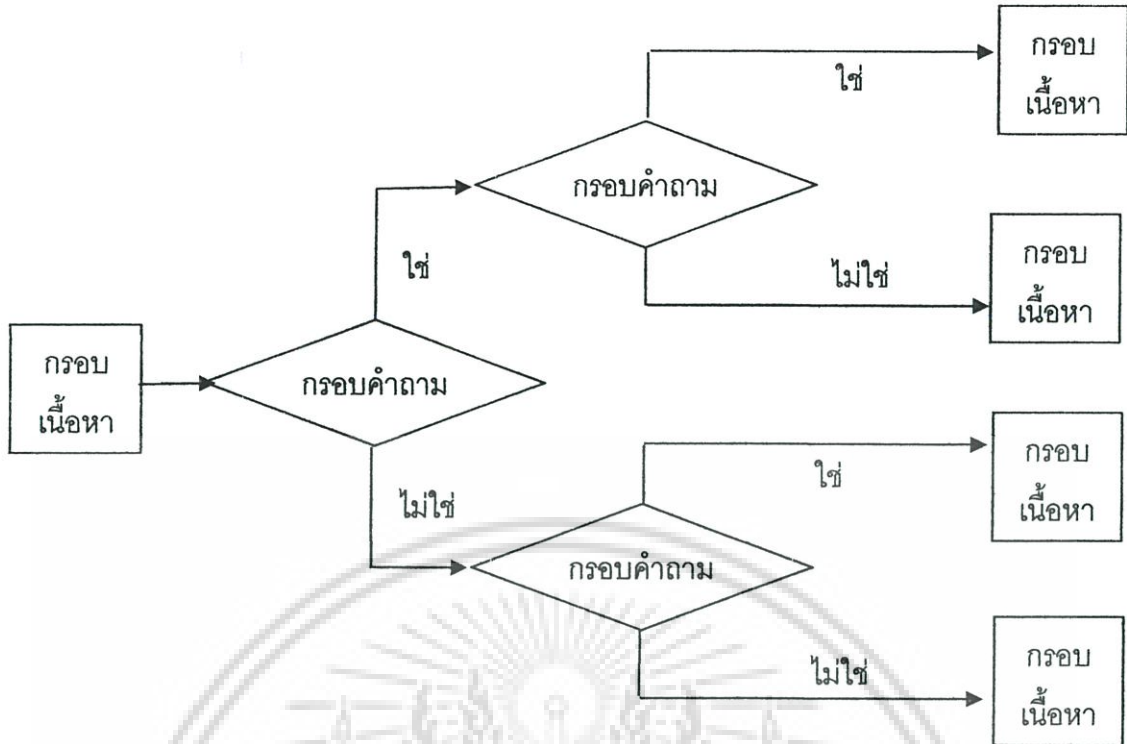 กรอบ
เนื้อหา
ใช่
กรอบคำถาม
กรอบ
เนื้อหา
ไม่ใช่
ใช่
กรอบ
เนื้อหา
กรอบคำถาม
กรอบ
เนื้อหา
ใช่
ไม่ใช่
กรอบคำถาม
กรอบ
เนื้อหา
ไม่ใช่